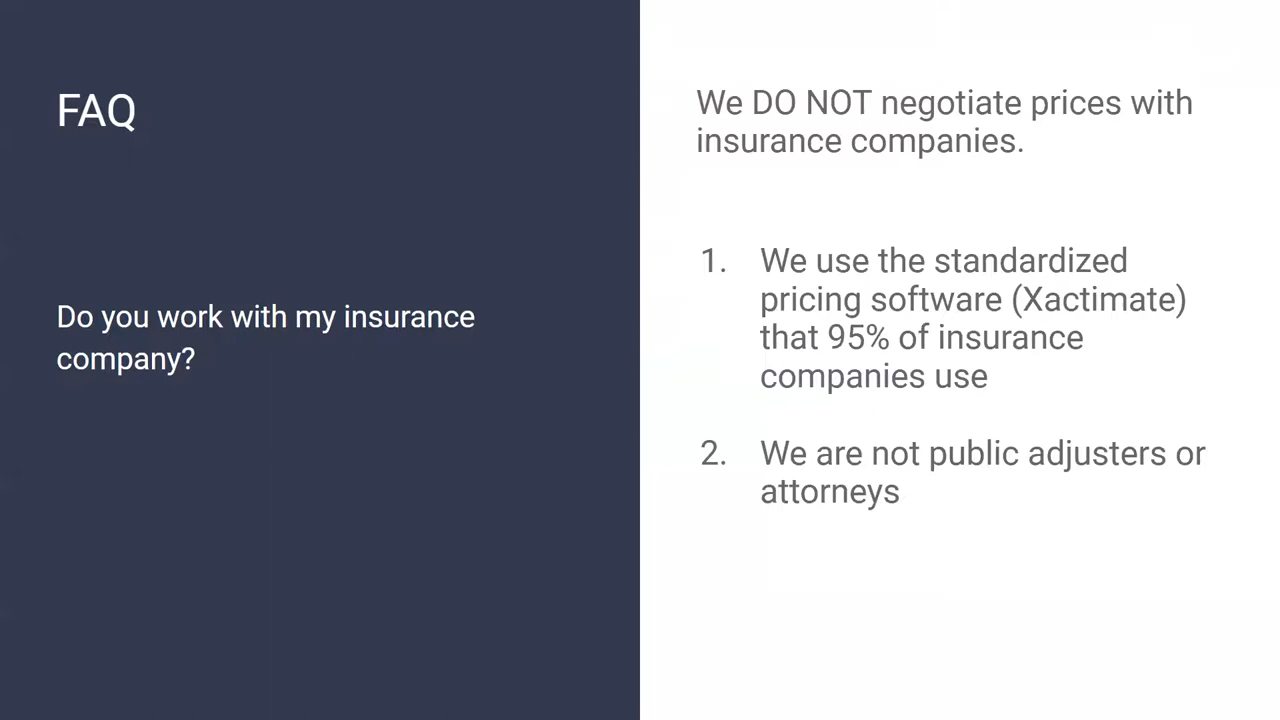 FAQ
Do you work with my insurance
company?
We DO NOT negotiate prices with
insurance companies.
1. We use the standardized
pricing software (Xactimate)
that 95% of insurance
companies use
2. We are not public adjusters or
attorneys